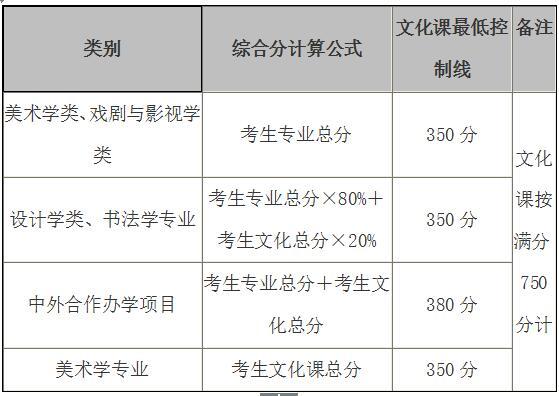 类别 综合分计算公式 文化课最低控 备注
制线
美术学类、戏剧与影视学
类
考生专业总分 350 分
设计学类、书法学专业
考生专业总分×80%＋
考生文化总分×20%
350 分
中外合作办学项目
考生专业总分＋考生文
化总分
380 分
美术学专业 考生文化课总分 350 分
文化
课按
满分
750
分计